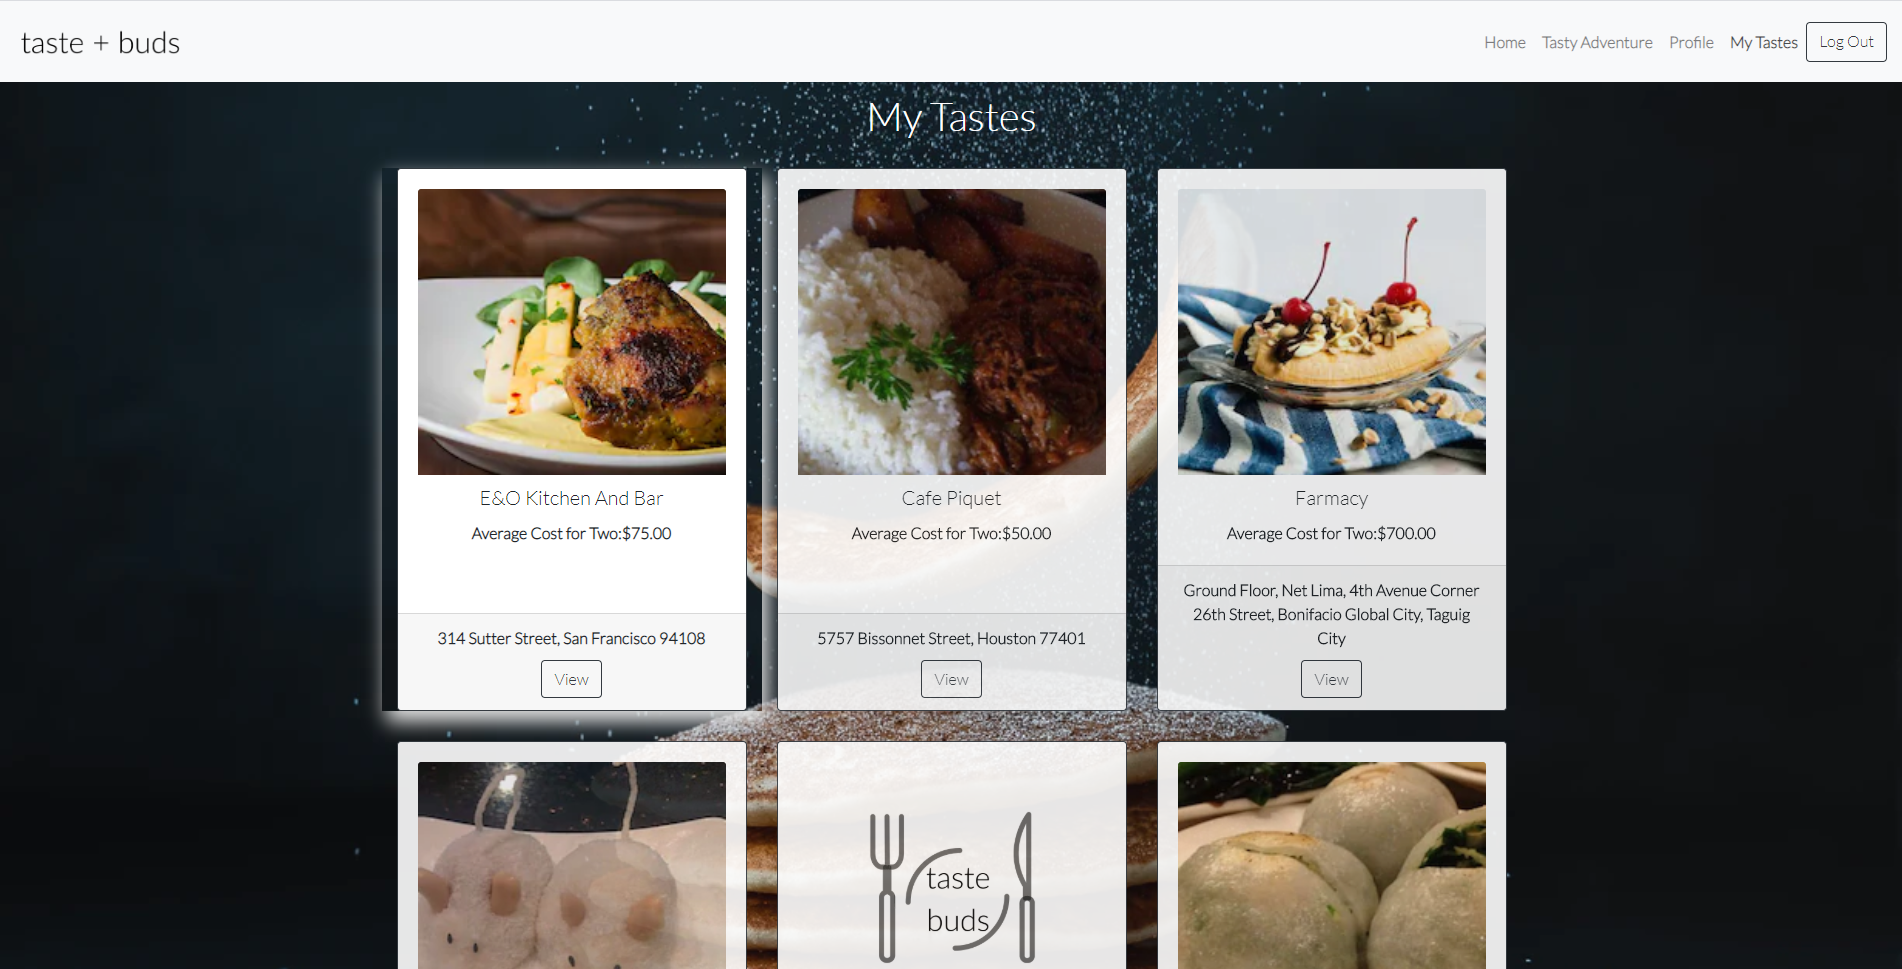 taste + buds
Home
Tasty Adventure
Profile
My Tastes
Log Out
My Tastes
E&O Kitchen And Bar
Average Cost for Two:$75.00
314 Sutter Street, San Francisco 94108
View
Cafe Piquet
Average Cost for Two:$50.00
5757 Bissonnet Street, Houston 77401
View
Farmacy
Average Cost for Two:$700.00
Ground Floor, Net Lima, 4th Avenue Corner
26th Street, Bonifacio Global City, Taguig
City
View
taste
buds